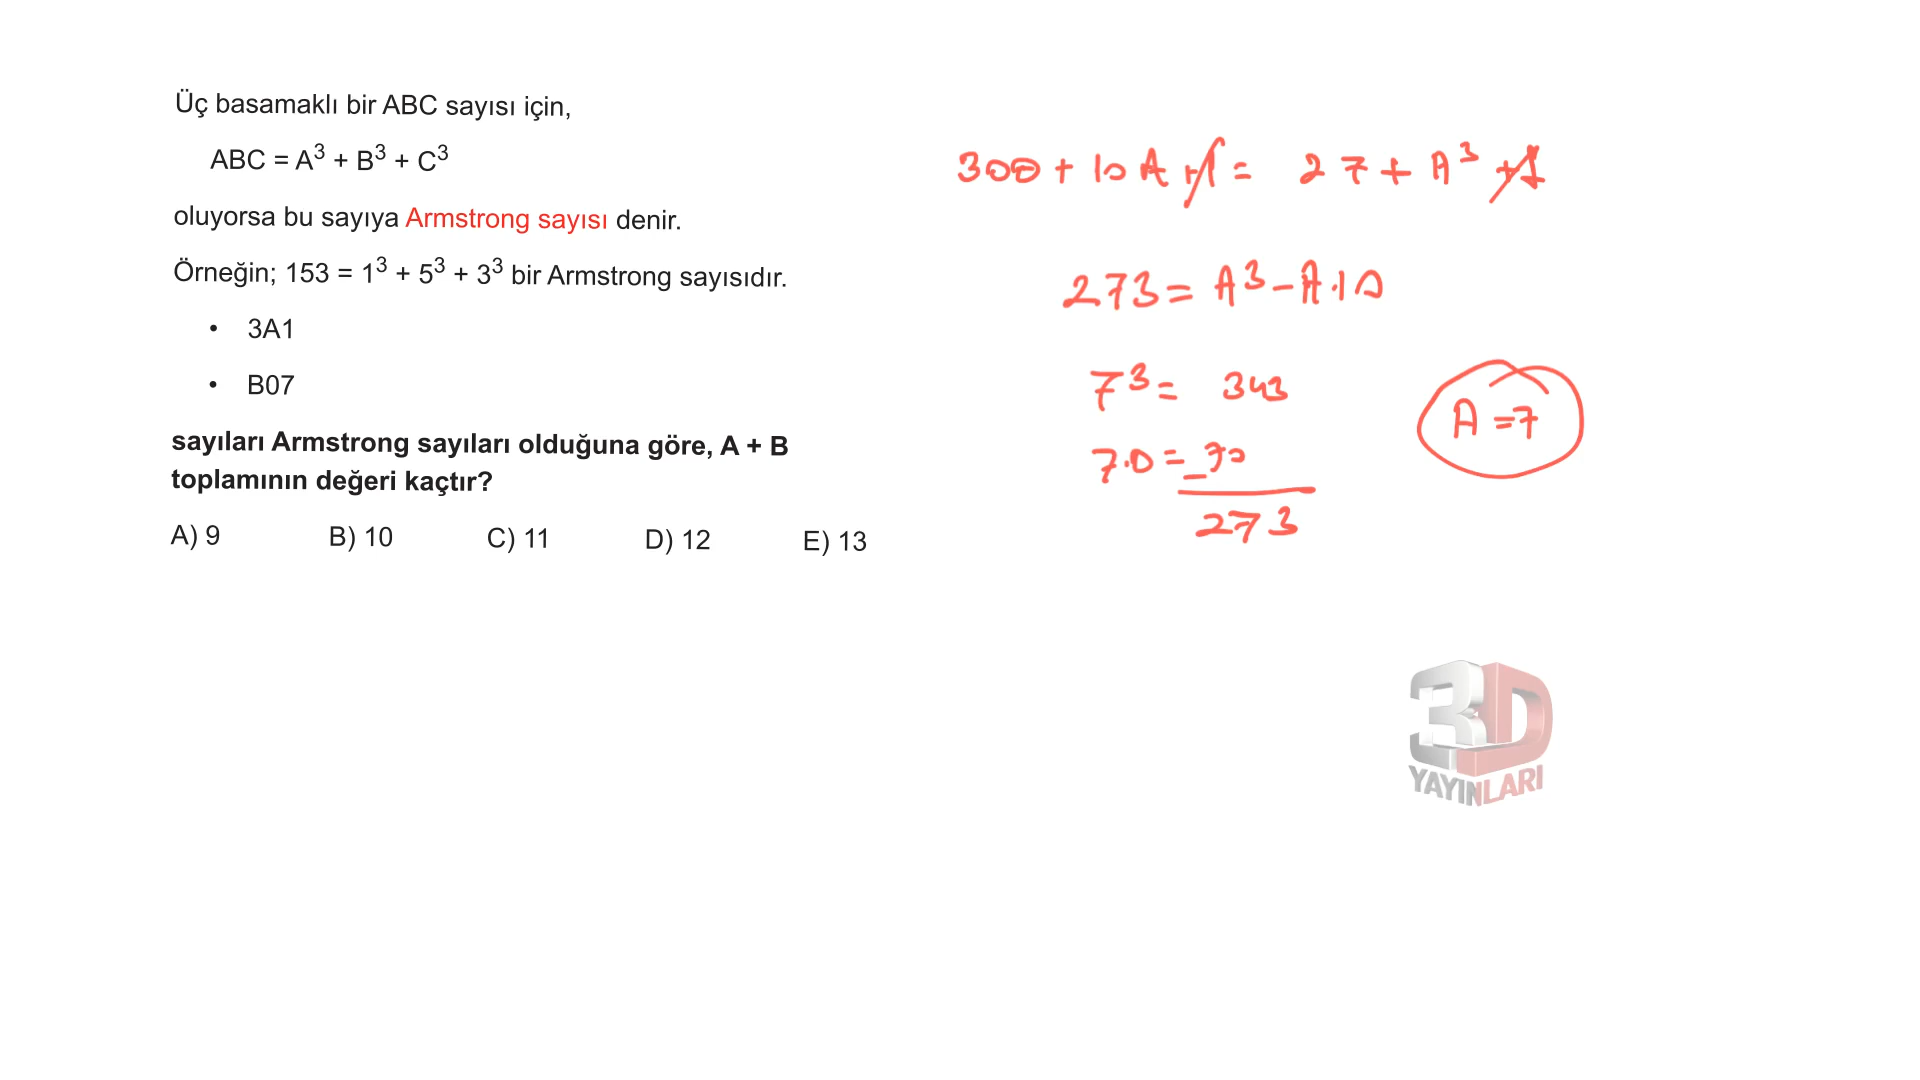 Üç basamaklı bir ABC sayısı için,
ABC = A³ + B³ + C³
oluyorsa bu sayıya Armstrong sayısı denir.
Örneğin; 153 = 1³ + 5³ + 3³ bir Armstrong sayısıdır.
• 3A1
• B07
sayıları Armstrong sayıları olduğuna göre, A + B
toplamının değeri kaçtır?
A) 9 B) 10 C) 11 D) 12 E) 13
300 + 10A + 1 = 27 + A³ + 1
273 = A³ - A.10
7³ = 343
7.0 = - 70
273
A = 7
3D
YAYINLARI